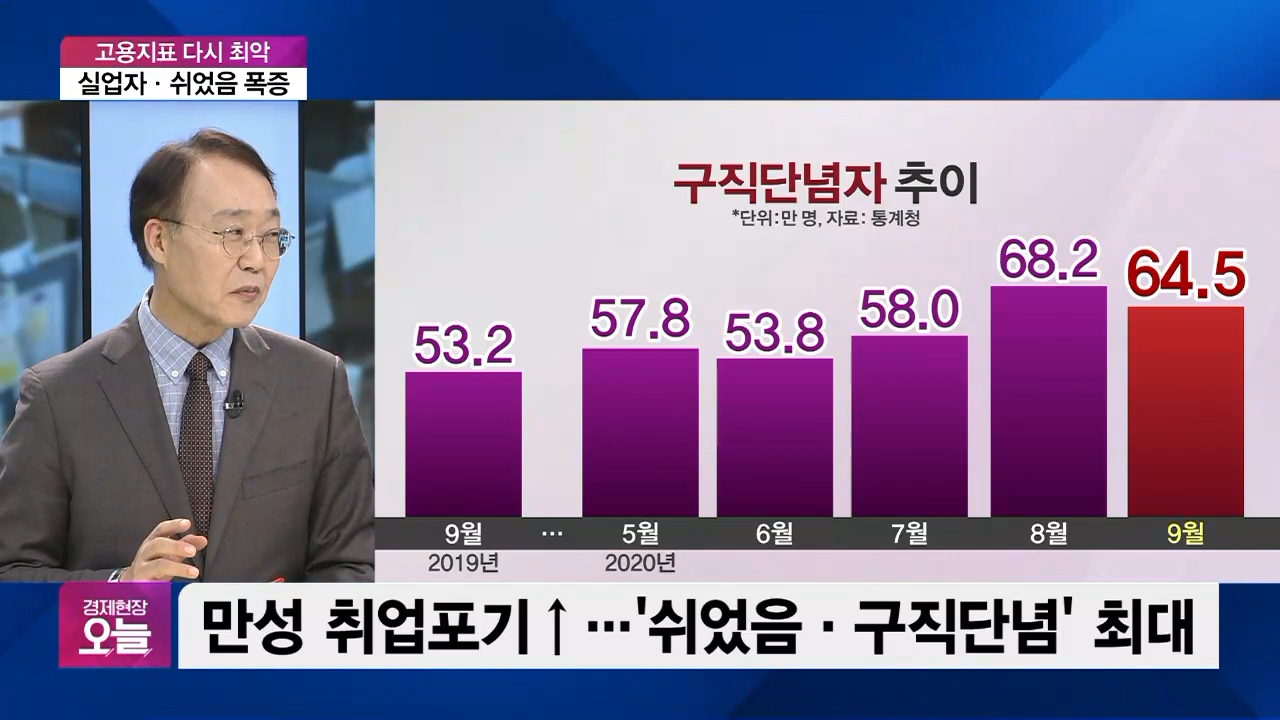 고용지표 다시 최악
실업자 · 쉬었음 폭증
구직단념자 추이
*단위:만 명, 자료: 통계청
53.2
57.8
53.8
58.0
68.2
64.5
9월 ... 5월 6월 7월 8월 9월
2019년 2020년
경제현장
오늘
만성 취업포기↑...'쉬었음 · 구직단념' 최대